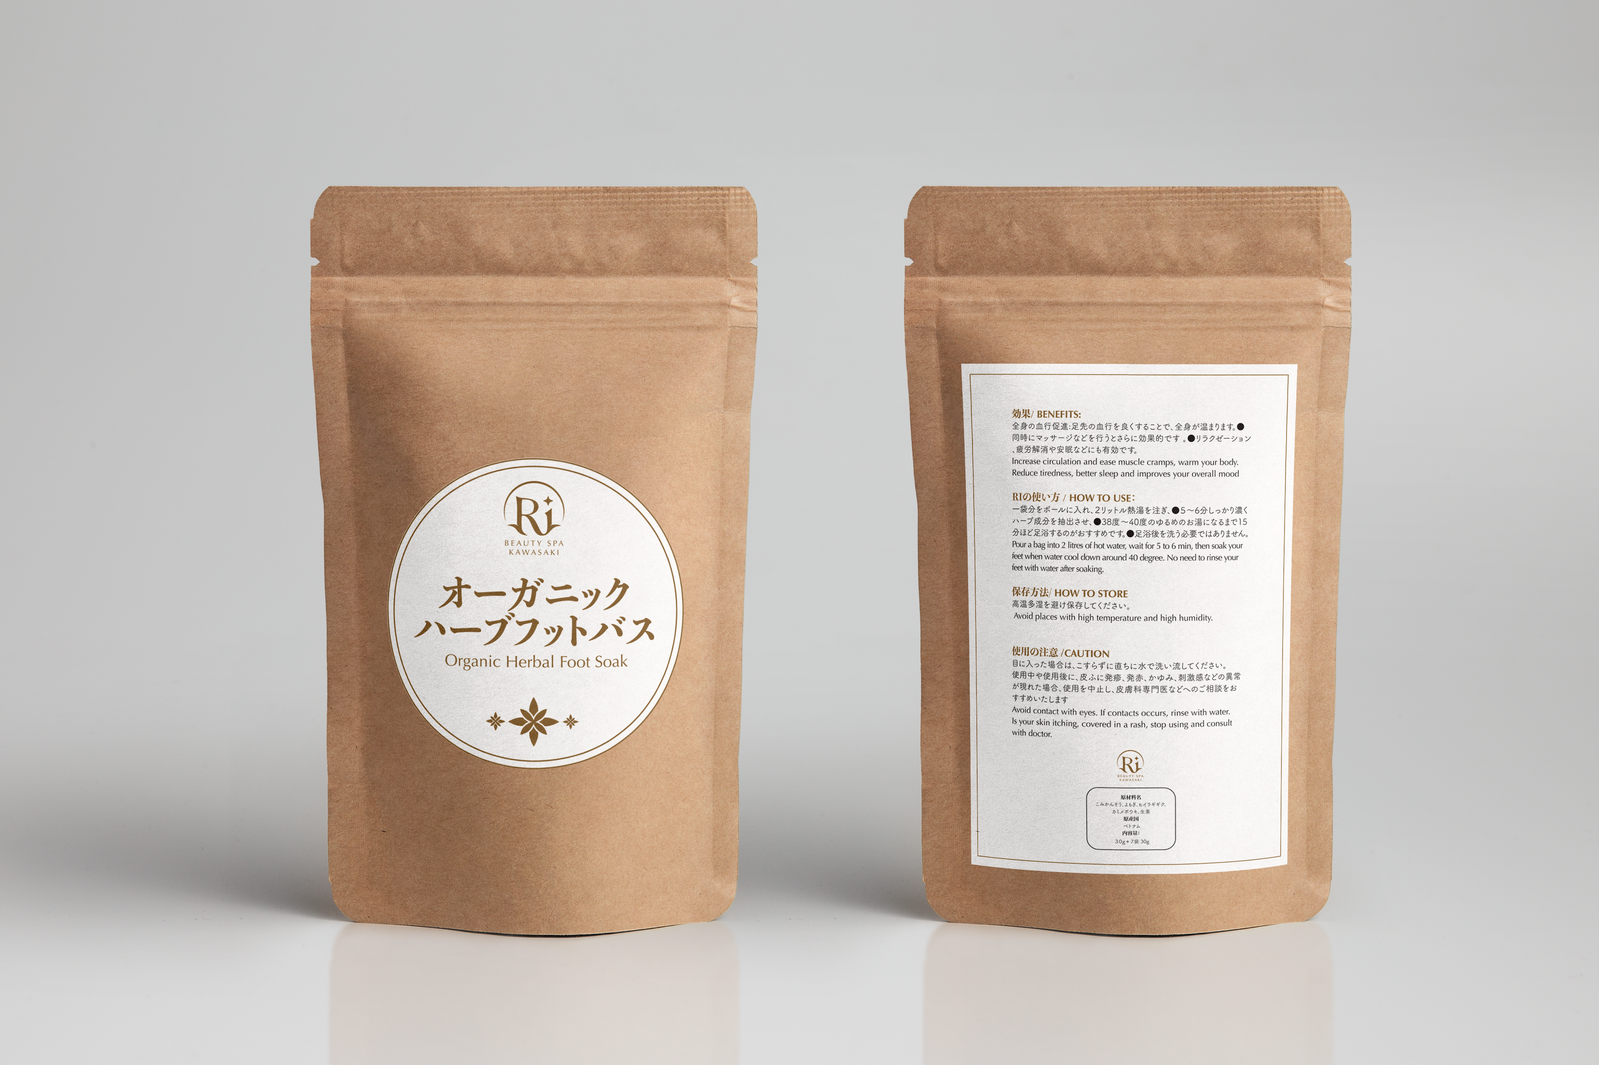 Ri
BEAUTY SPA
KAWASAKI
オーガニック
ハーブフットバス
Organic Herbal Foot Soak
効果/ BENEFITS:
全身の血行促進:足先の血行を良くすることで、全身が温まります。●
同時にマッサージなどを行うとさらに効果的です 。●リラクゼーション
、疲労解消や安眠などにも有効です。
Increase circulation and ease muscle cramps, warm your body.
Reduce tiredness, better sleep and improves your overall mood
RIの使い方 / HOW TO USE:
一袋分をボールに入れ、2リットル熱湯を注ぎ、●5〜6分しっかり濃く
ハーブ成分を抽出させ、●38度〜40度のゆるめのお湯になるまで15
分ほど足浴するのがおすすめです。●足浴後を洗う必要ではありません。
Pour a bag into 2 litres of hot water, wait for 5 to 6 min, then soak your
feet when water cool down around 40 degree. No need to rinse your
feet with water after soaking.
保存方法/ HOW TO STORE
高温多湿を避け保存してください。
Avoid places with high temperature and high humidity.
使用の注意 /CAUTION
目に入った場合は、こすらずに直ちに水で洗い流してください。
使用中や使用後に、皮ふに発疹、発赤、かゆみ、刺激感などの異常
が現れた場合、使用を中止し、皮膚科専門医などへのご相談をお
すすめいたします
Avoid contact with eyes. If contacts occurs, rinse with water.
Is your skin itching, covered in a rash, stop using and consult
with doctor.
Ri
BEAUTY SPA
KAWASAKI
原材料名
原産国
ベトナム
内容量:
30g * 7袋 30g